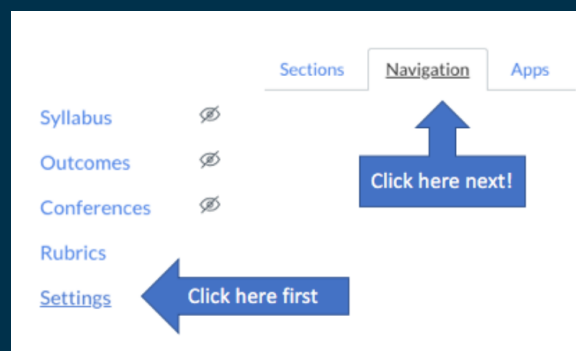 Sections Navigation Apps
Syllabus
Outcomes
Click here next!
Conferences
Rubrics
Settings
Click here first